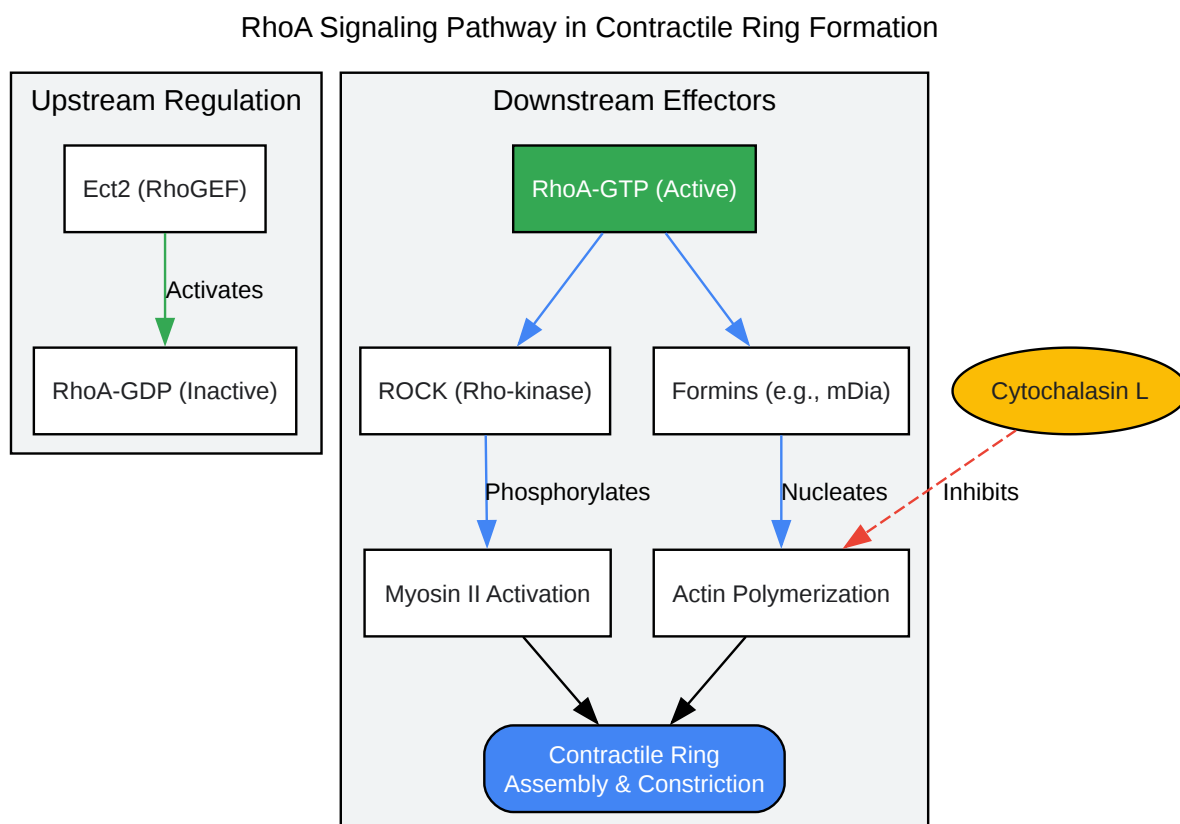 RhoA Signaling Pathway in Contractile Ring Formation
Upstream Regulation
Downstream Effectors
Ect2 (RhoGEF)
RhoA-GTP (Active)
Activates
RhoA-GDP (Inactive)
ROCK (Rho-kinase)
Formins (e.g., mDia)
Cytochalasin L
Phosphorylates
Nucleates
Inhibits
Myosin II Activation
Actin Polymerization
Contractile Ring
Assembly & Constriction